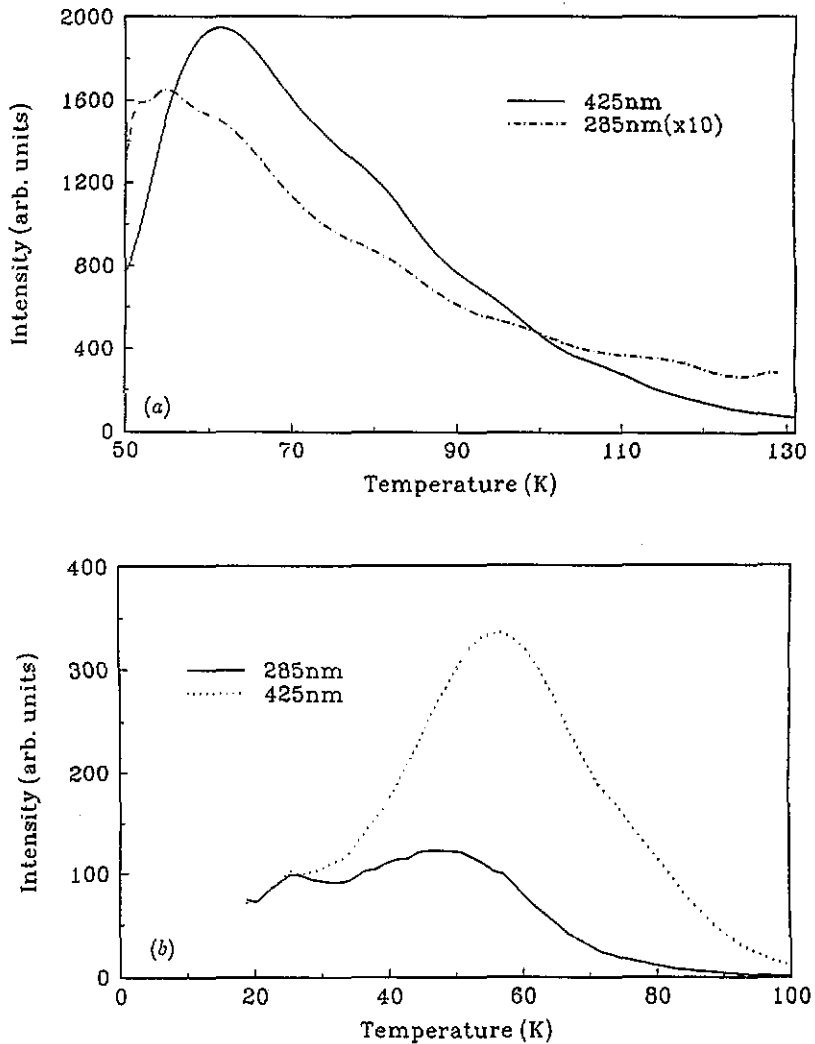 2000
1600
1200
800
400
0
Intensity (arb. units)
425nm
285nm(x10)
(a)
50 70 90 110 130
Temperature (K)
400
300
200
100
0
Intensity (arb. units)
285nm
425nm
(b)
0 20 40 60 80 100
Temperature (K)